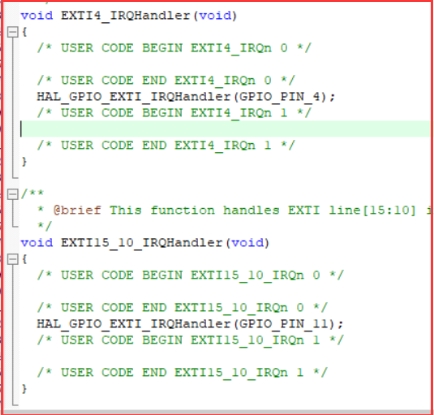 void EXTI4_IRQHandler(void)
{
/* USER CODE BEGIN EXTI4_IRQn 0 */
/* USER CODE END EXTI4_IRQn 0 */
HAL_GPIO_EXTI_IRQHandler(GPIO_PIN_4);
/* USER CODE BEGIN EXTI4_IRQn 1 */
/* USER CODE END EXTI4_IRQn 1 */
}
/**
* @brief This function handles EXTI line[15:10] i
*/
void EXTI15_10_IRQHandler(void)
{
/* USER CODE BEGIN EXTI15_10_IRQn 0 */
/* USER CODE END EXTI15_10_IRQn 0 */
HAL_GPIO_EXTI_IRQHandler(GPIO_PIN_11);
/* USER CODE BEGIN EXTI15_10_IRQn 1 */
/* USER CODE END EXTI15_10_IRQn 1 */
}